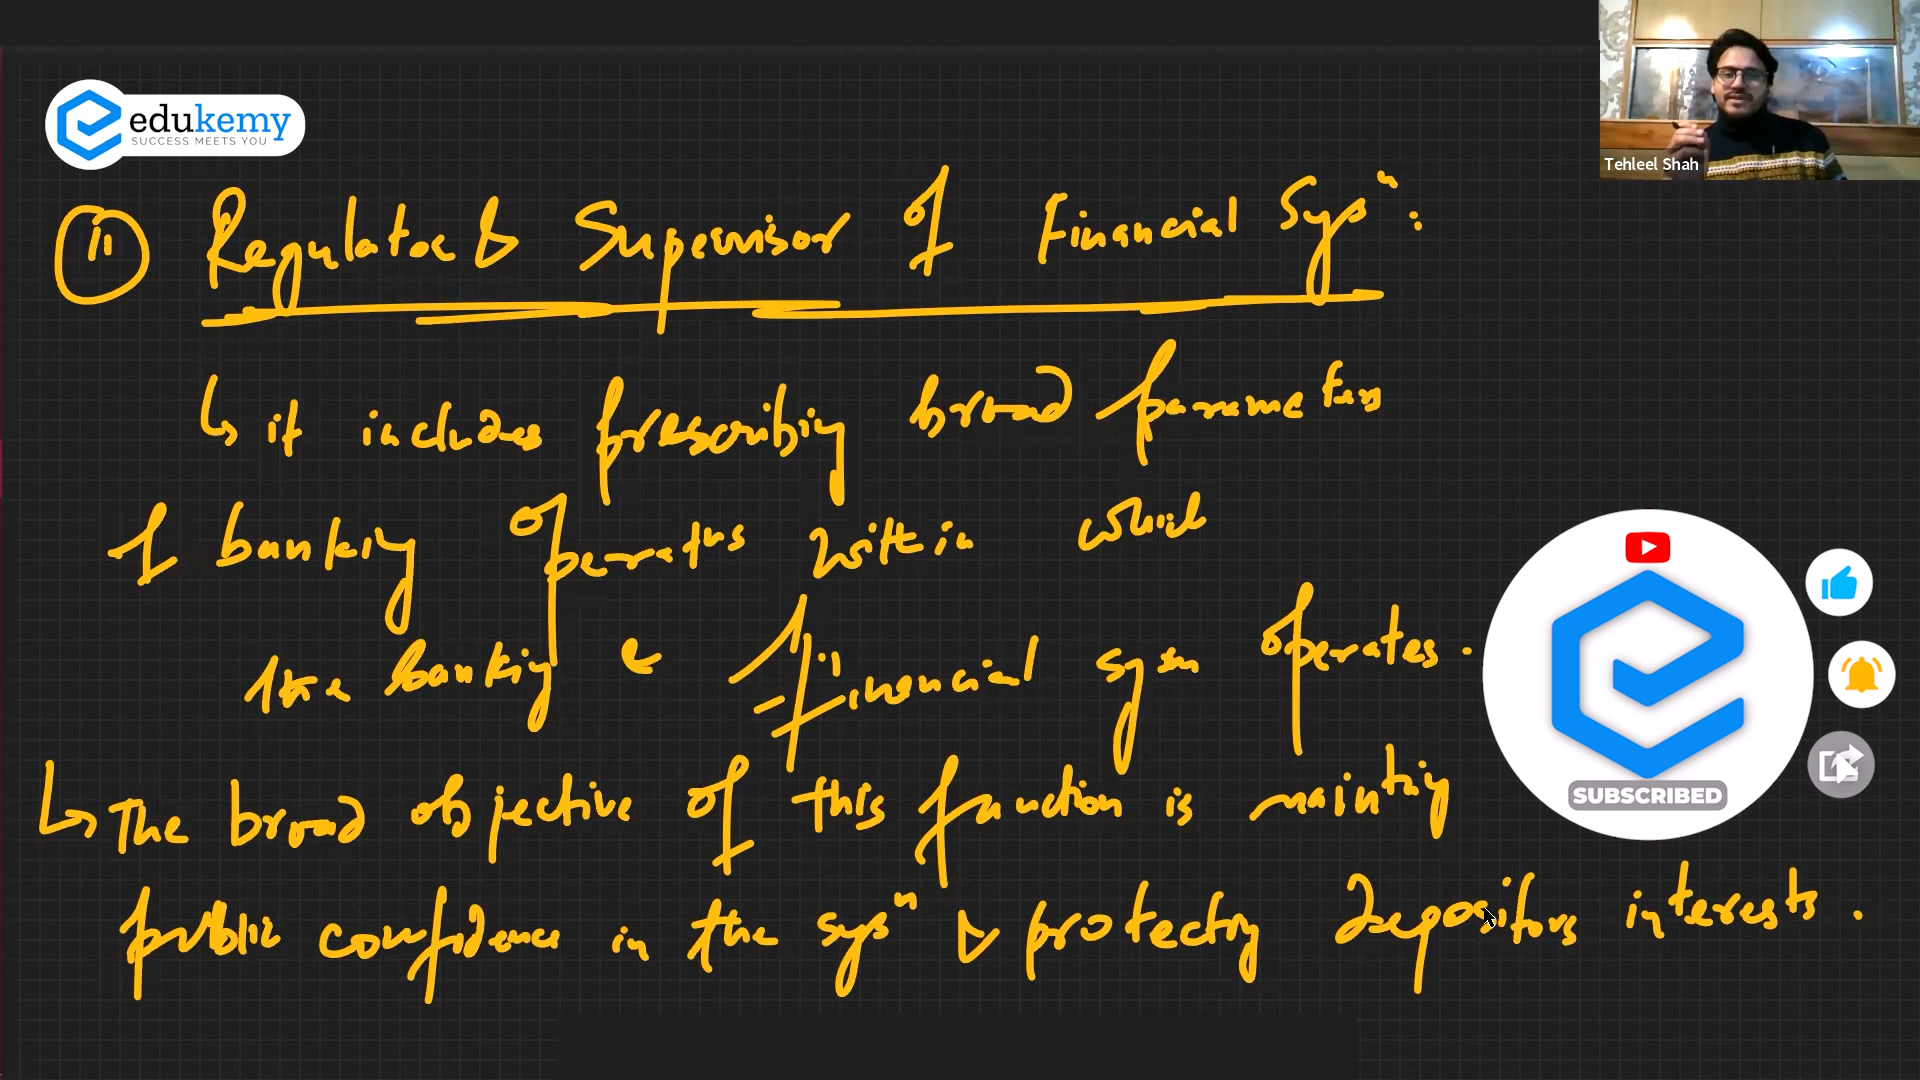 edukemy
SUCCESS MEETS YOU
Tehleel Shah
ii Regulator & Supervisor of Financial Sysⁿ :
↳ it includes prescribing broad parameters
of banking operatns within which
the banking & financial sysm operates.
↳ The broad objective of this function is maintaing
public confidence in the sysⁿ & protecting depositors interests.
SUBSCRIBED